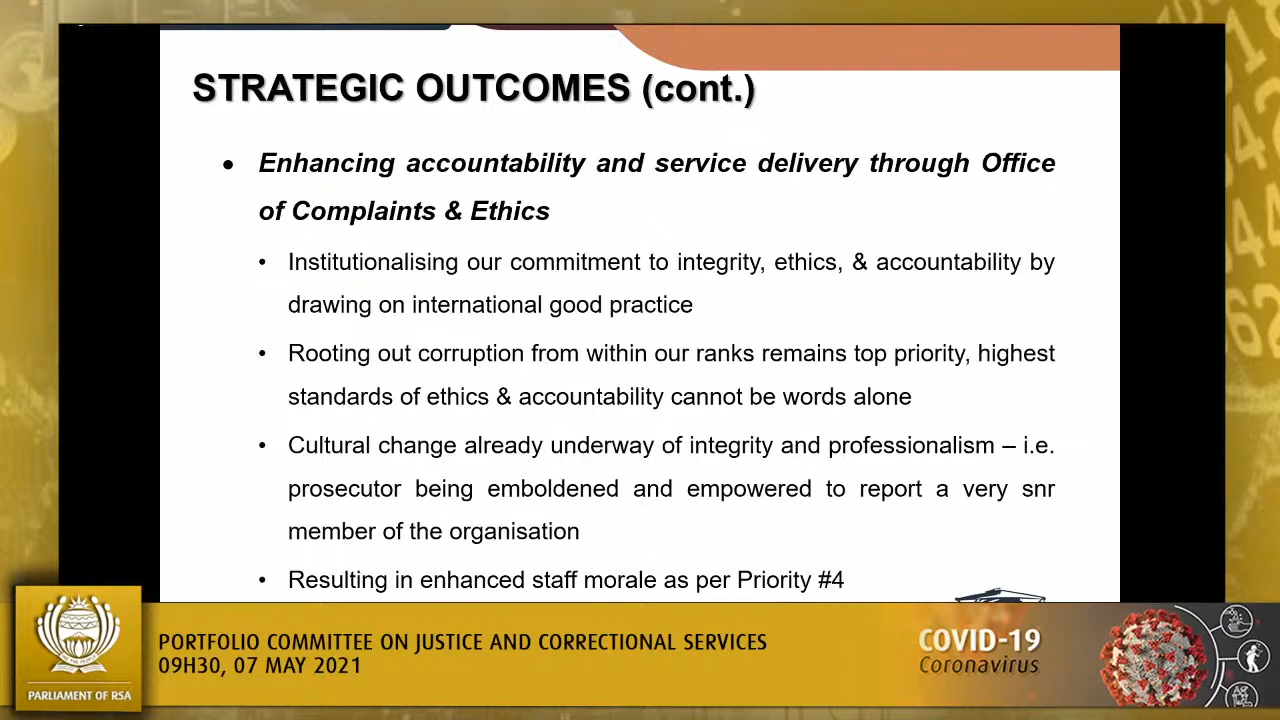 STRATEGIC OUTCOMES (cont.)
• Enhancing accountability and service delivery through Office
of Complaints & Ethics
• Institutionalising our commitment to integrity, ethics, & accountability by
drawing on international good practice
• Rooting out corruption from within our ranks remains top priority, highest
standards of ethics & accountability cannot be words alone
• Cultural change already underway of integrity and professionalism – i.e.
prosecutor being emboldened and empowered to report a very snr
member of the organisation
• Resulting in enhanced staff morale as per Priority #4
PORTFOLIO COMMITTEE ON JUSTICE AND CORRECTIONAL SERVICES
09H30, 07 MAY 2021
PARLIAMENT OF RSA
COVID-19
Coronavirus